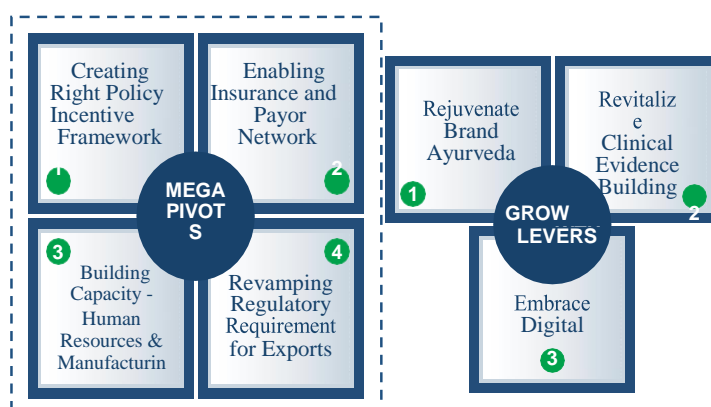 Creating
Right Policy
Incentive
Framework
1
Enabling
Insurance and
Payor
Network
2
MEGA
PIVOT
S
3
Building
Capacity -
Human
Resources &
Manufacturin
4
Revamping
Regulatory
Requirement
for Exports
Rejuvenate
Brand
Ayurveda
1
Revitaliz
e
Clinical
Evidence
Building
2
GROW
LEVERS
Embrace
Digital
3